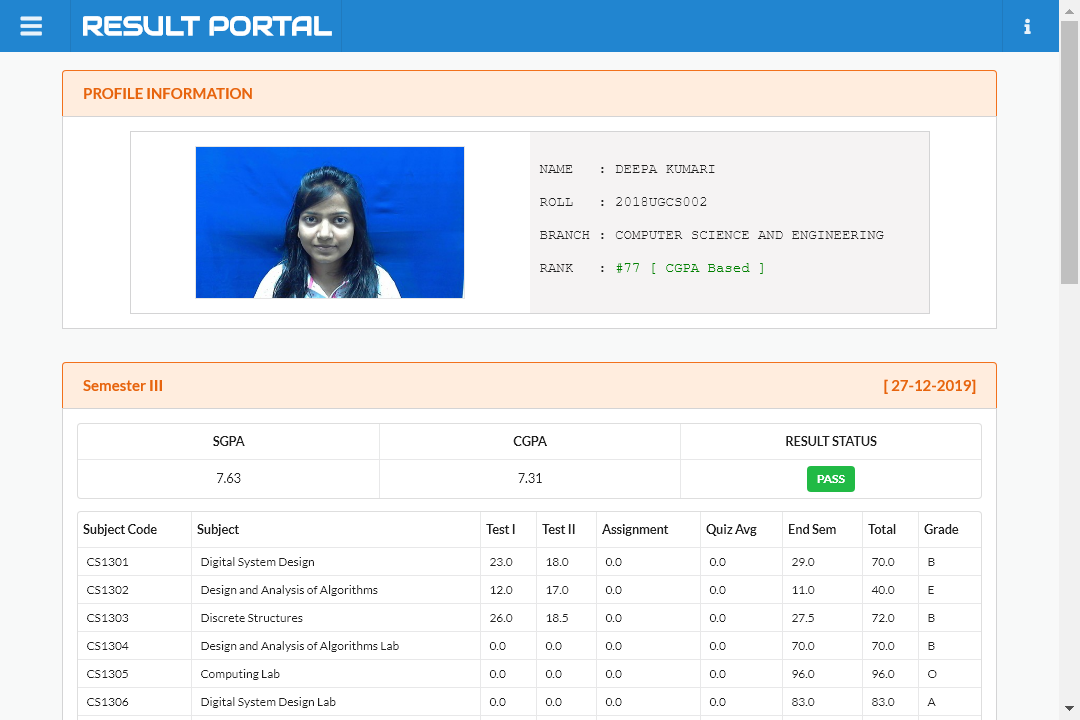 RESULT PORTAL
PROFILE INFORMATION
NAME : DEEPA KUMARI
ROLL : 2018UGCS002
BRANCH : COMPUTER SCIENCE AND ENGINEERING
RANK : #77 [ CGPA Based ]
Semester III [ 27-12-2019]
SGPA CGPA RESULT STATUS
7.63 7.31 PASS
Subject Code Subject Test I Test II Assignment Quiz Avg End Sem Total Grade
CS1301 Digital System Design 23.0 18.0 0.0 0.0 29.0 70.0 B
CS1302 Design and Analysis of Algorithms 12.0 17.0 0.0 0.0 11.0 40.0 E
CS1303 Discrete Structures 26.0 18.5 0.0 0.0 27.5 72.0 B
CS1304 Design and Analysis of Algorithms Lab 0.0 0.0 0.0 0.0 70.0 70.0 B
CS1305 Computing Lab 0.0 0.0 0.0 0.0 96.0 96.0 O
CS1306 Digital System Design Lab 0.0 0.0 0.0 0.0 83.0 83.0 A